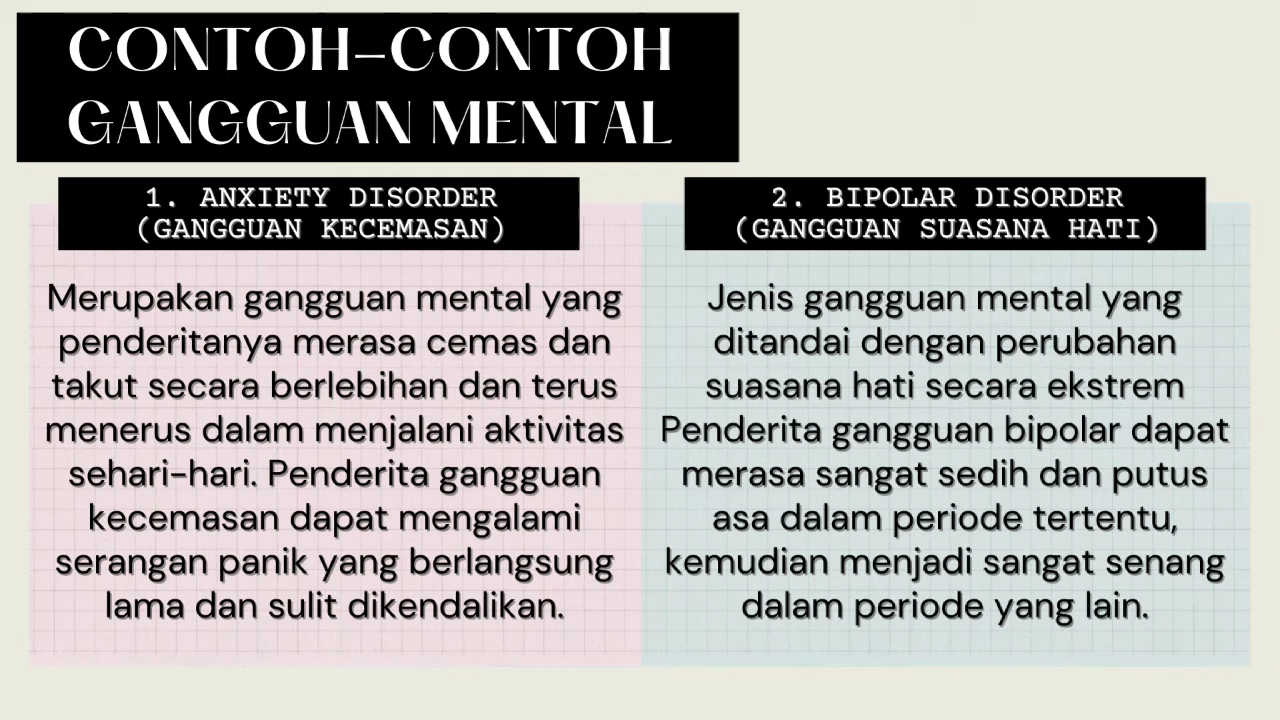 CONTOH-CONTOH
GANGGUAN MENTAL
1. ANXIETY DISORDER
(GANGGUAN KECEMASAN)
Merupakan gangguan mental yang
penderitanya merasa cemas dan
takut secara berlebihan dan terus
menerus dalam menjalani aktivitas
sehari-hari. Penderita gangguan
kecemasan dapat mengalami
serangan panik yang berlangsung
lama dan sulit dikendalikan.
2. BIPOLAR DISORDER
(GANGGUAN SUASANA HATI)
Jenis gangguan mental yang
ditandai dengan perubahan
suasana hati secara ekstrem
Penderita gangguan bipolar dapat
merasa sangat sedih dan putus
asa dalam periode tertentu,
kemudian menjadi sangat senang
dalam periode yang lain.